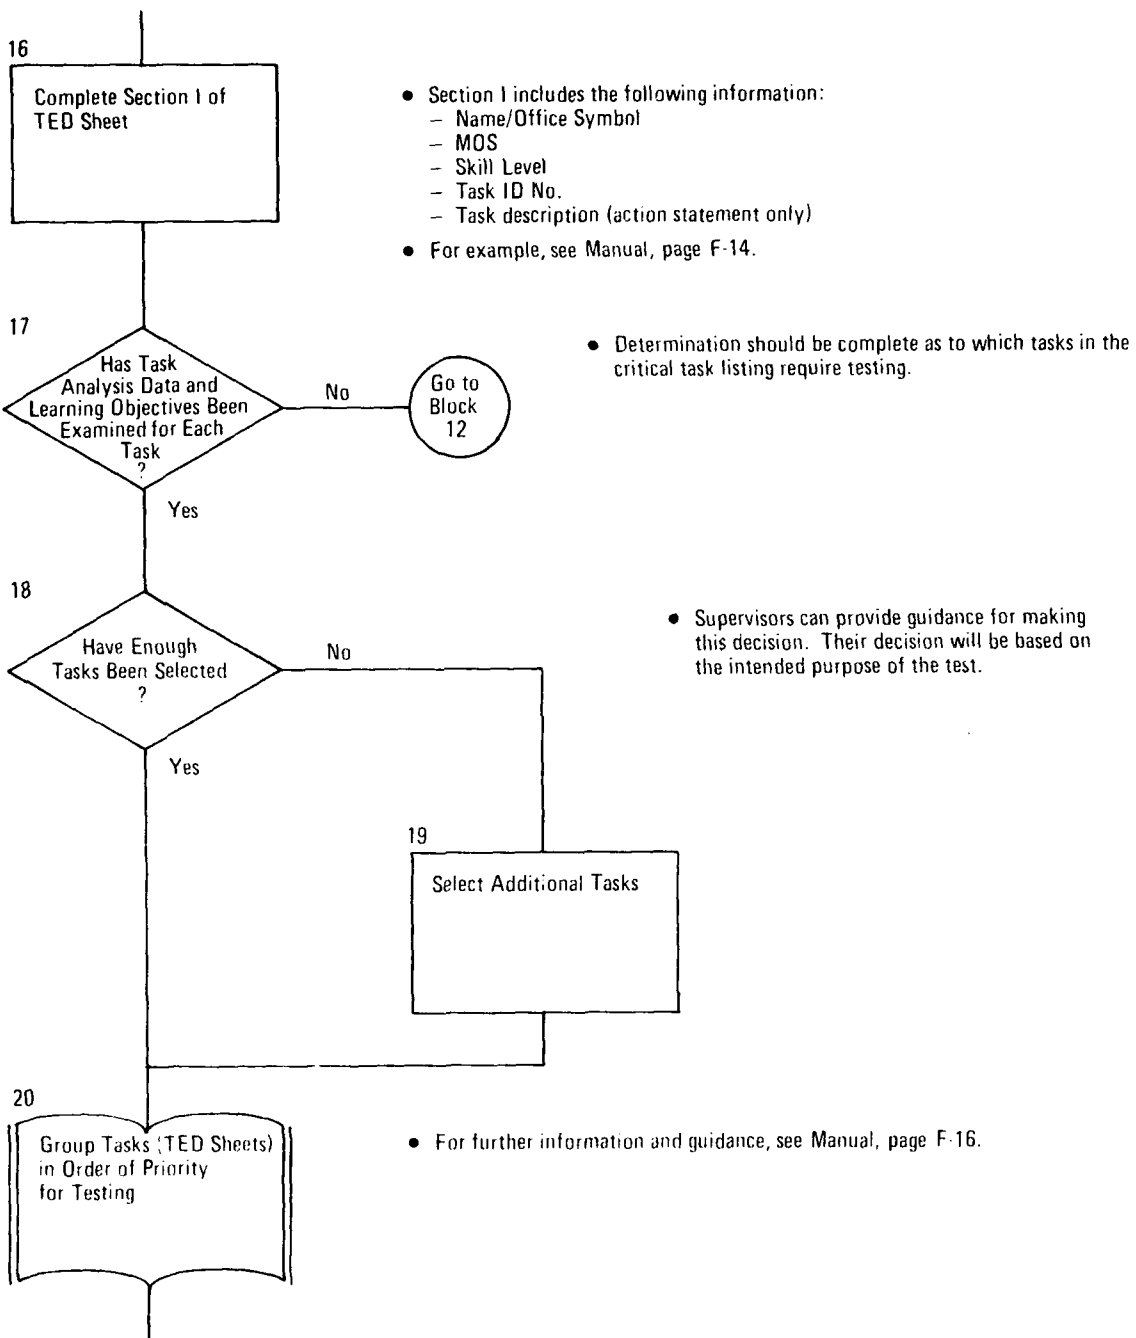 16
Complete Section I of
TED Sheet
● Section I includes the following information:
– Name/Office Symbol
– MOS
– Skill Level
– Task ID No.
– Task description (action statement only)
● For example, see Manual, page F-14.
17
Has Task
Analysis Data and
Learning Objectives Been
Examined for Each
Task
?
No
Go to
Block
12
● Determination should be complete as to which tasks in the
critical task listing require testing.
Yes
18
Have Enough
Tasks Been Selected
?
No
● Supervisors can provide guidance for making
this decision. Their decision will be based on
the intended purpose of the test.
Yes
19
Select Additional Tasks
20
Group Tasks (TED Sheets)
in Order of Priority
for Testing
● For further information and guidance, see Manual, page F-16.